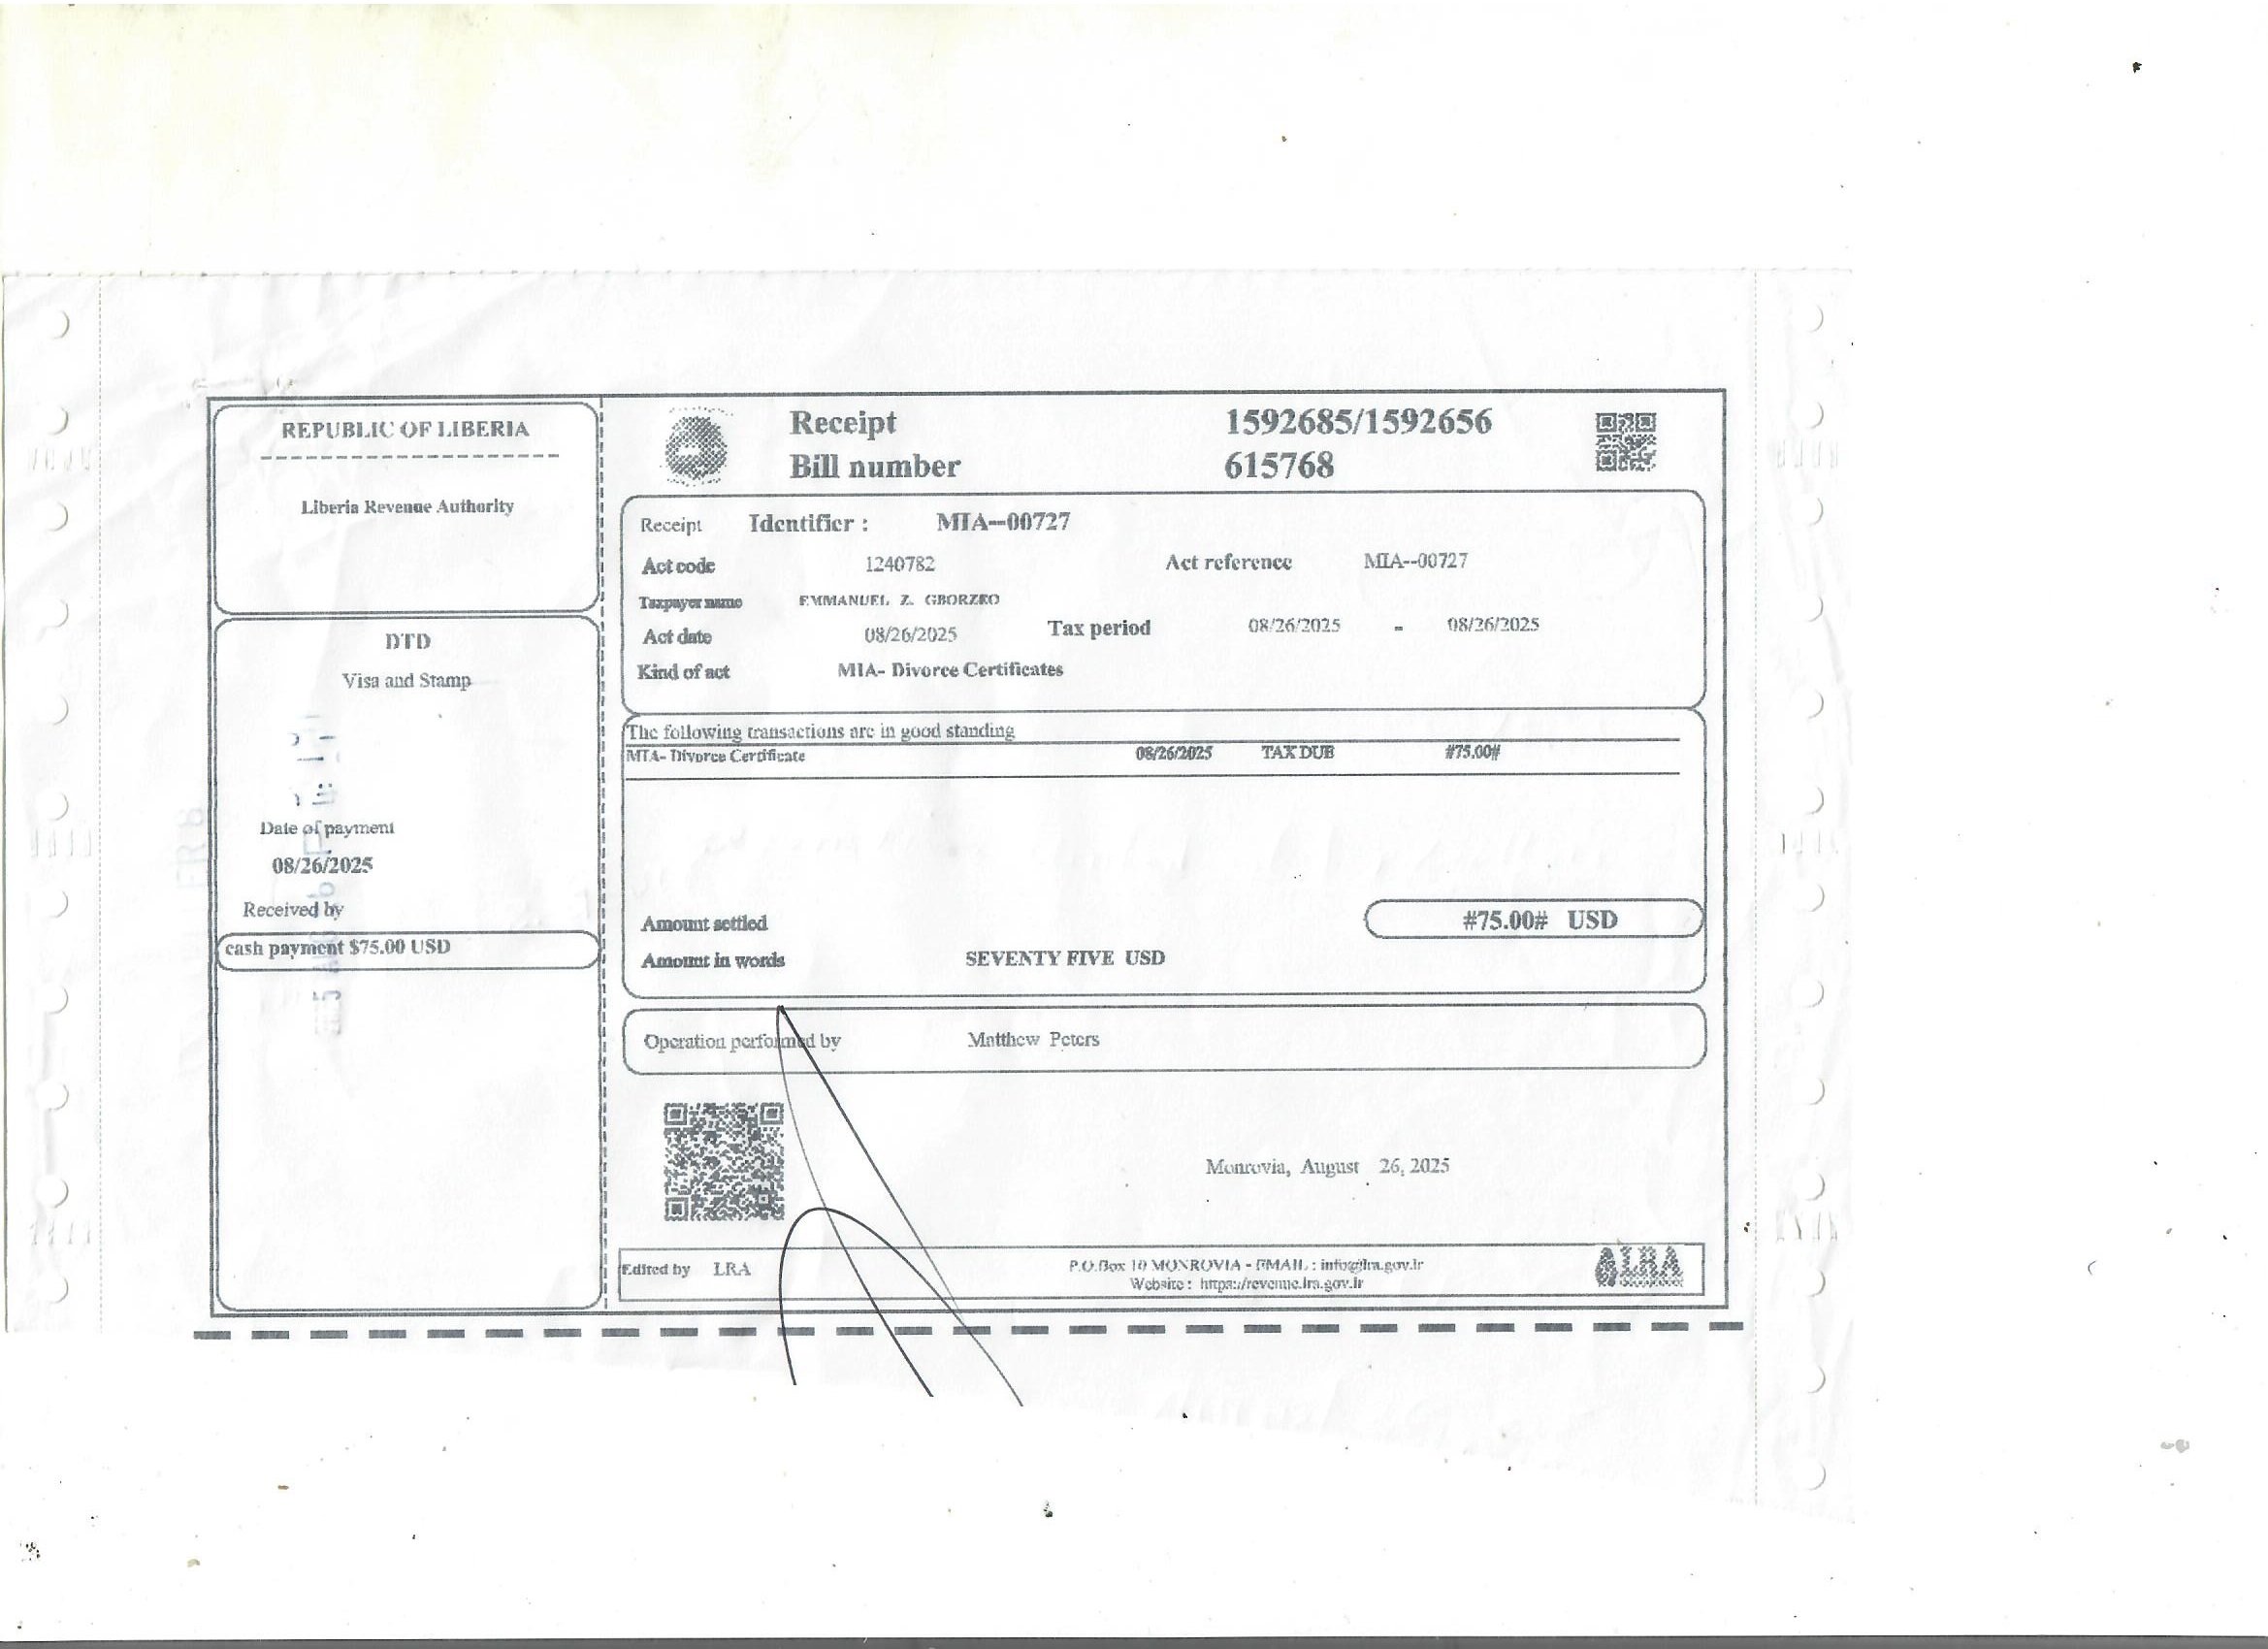 REPUBLIC OF LIBERIA
Liberia Revenue Authority
DTD
Visa and Stamp
Date of payment
08/26/2025
Received by
cash payment $75.00 USD
Receipt 1592685/1592656
Bill number 615768
Receipt Identifier : MIA--00727
Act code 1240782 Act reference MIA--00727
Taxpayer name EMMANUEL Z. GBORZEO
Act date 08/26/2025 Tax period 08/26/2025 - 08/26/2025
Kind of act MIA- Divorce Certificates
The following transactions are in good standing
MIA- Divorce Certificate 08/26/2025 TAX DUE #75.00#
Amount settled #75.00# USD
Amount in words SEVENTY FIVE USD
Operation performed by Matthew Peters
Monrovia, August 26, 2025
Edited by LRA
P.O.Box 10 MONROVIA - EMAIL : info@lra.gov.lr
Website : https://revenue.lra.gov.lr
LRA